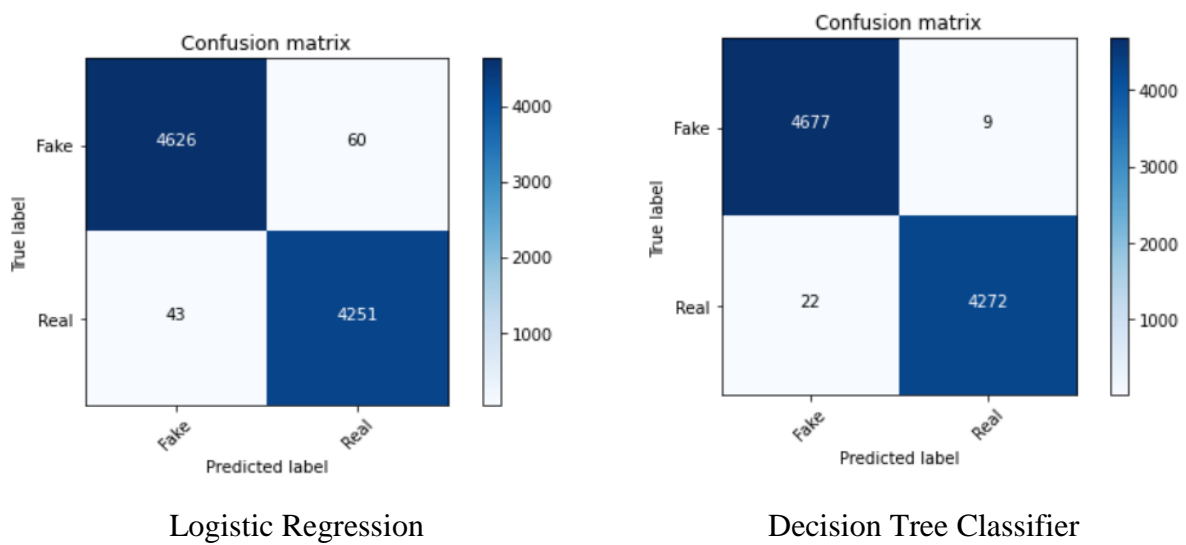 Confusion matrix
Fake
4626
60
4000
3000
True label
Real
43
4251
2000
1000
Fake
Real
Predicted label
Logistic Regression
Confusion matrix
Fake
4677
9
4000
3000
True label
Real
22
4272
2000
1000
Fake
Real
Predicted label
Decision Tree Classifier